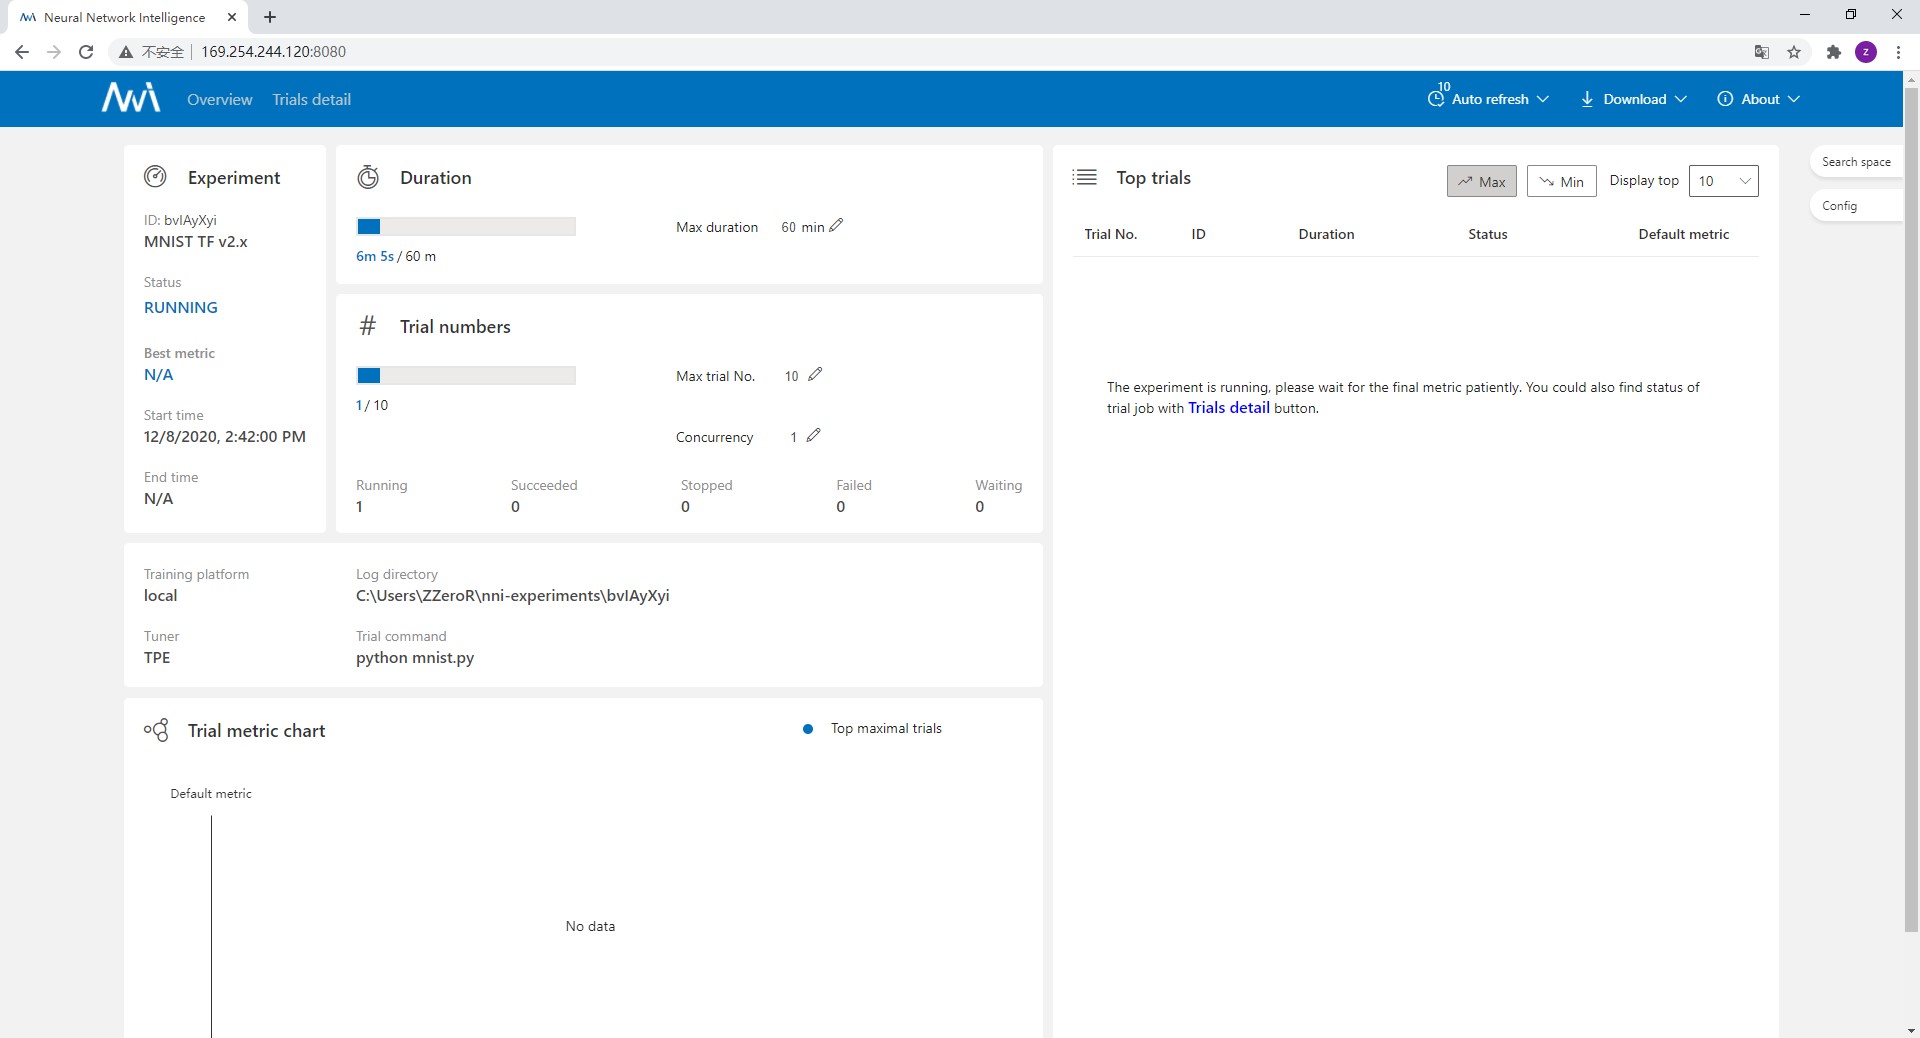 Neural Network Intelligence
不安全 169.254.244.120:8080
z
Overview Trials detail
10
Auto refresh Download About
Experiment
ID: bvIAyXyi
MNIST TF v2.x
Status
RUNNING
Best metric
N/A
Start time
12/8/2020, 2:42:00 PM
End time
N/A
Duration
Max duration 60 min
6m 5s / 60 m
# Trial numbers
Max trial No. 10
1 / 10
Concurrency 1
Running Succeeded Stopped Failed Waiting
1 0 0 0 0
Training platform Log directory
local C:\Users\ZZeroR\nni-experiments\bvIAyXyi
Tuner Trial command
TPE python mnist.py
Trial metric chart
Top maximal trials
Default metric
No data
Top trials
Max Min Display top 10
Trial No. ID Duration Status Default metric
The experiment is running, please wait for the final metric patiently. You could also find status of
trial job with Trials detail button.
Search space
Config